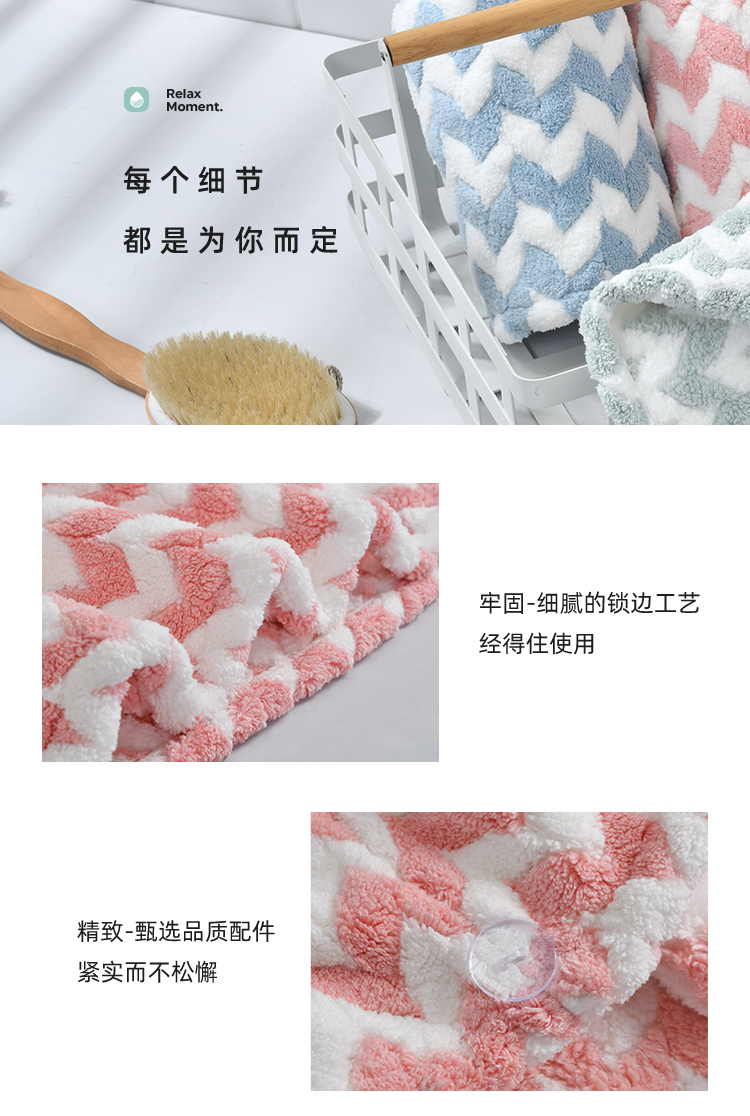 Relax
Moment.
每个细节
都是为你而定
牢固-细腻的锁边工艺
经得住使用
精致-甄选品质配件
紧实而不松懈